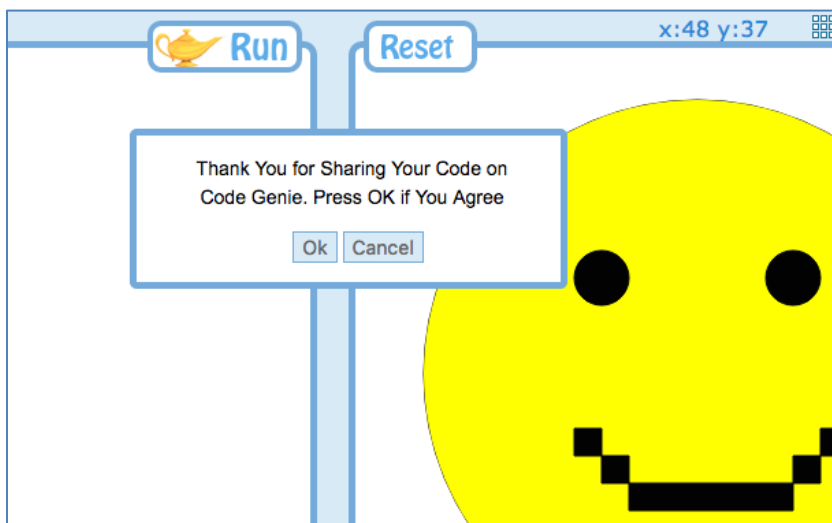 Run
Reset
x:48 y:37
Thank You for Sharing Your Code on
Code Genie. Press OK if You Agree
Ok
Cancel